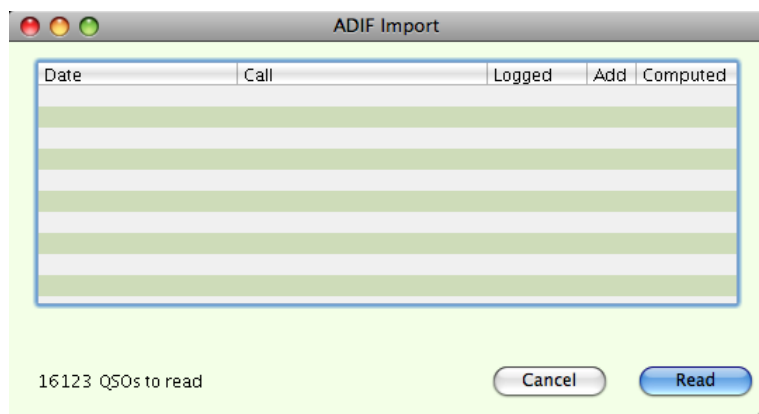 ADIF Import
Date Call Logged Add Computed
16123 QSOs to read Cancel Read